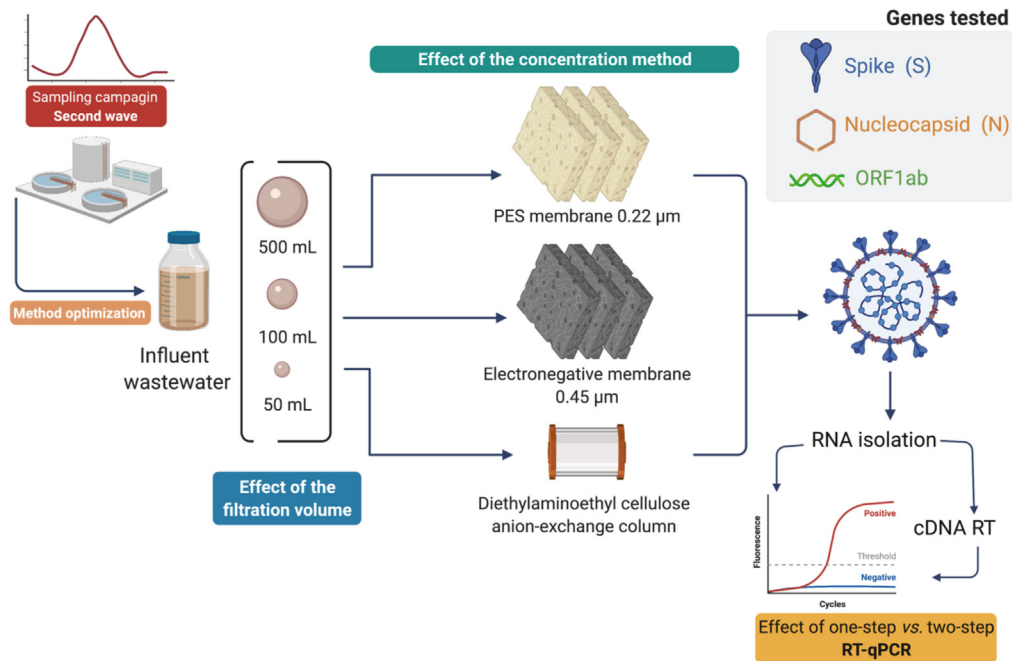 Sampling campagin
Second wave
Method optimization
Influent
wastewater
500 mL
100 mL
50 mL
Effect of the
filtration volume
Effect of the concentration method
PES membrane 0.22 µm
Electronegative membrane
0.45 µm
Diethylaminoethyl cellulose
anion-exchange column
Genes tested
Spike (S)
Nucleocapsid (N)
ORF1ab
RNA isolation
cDNA RT
Fluorescence
Positive
Threshold
Negative
Cycles
Effect of one-step vs. two-step
RT-qPCR